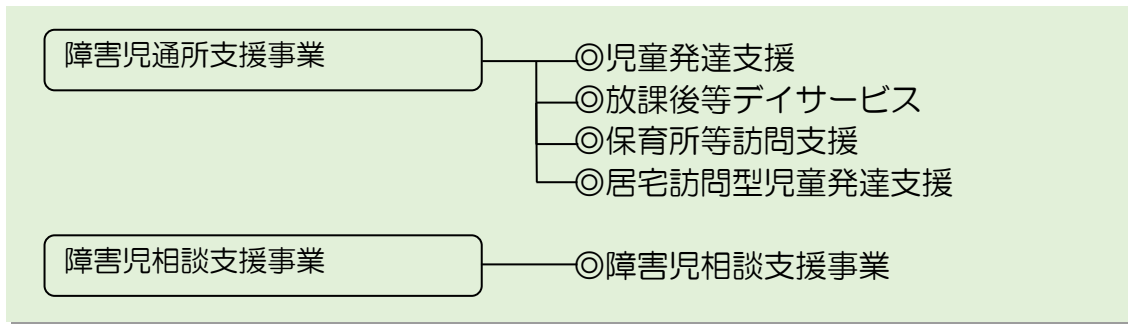 障害児通所支援事業
◎児童発達支援
◎放課後等デイサービス
◎保育所等訪問支援
◎居宅訪問型児童発達支援
障害児相談支援事業
◎障害児相談支援事業